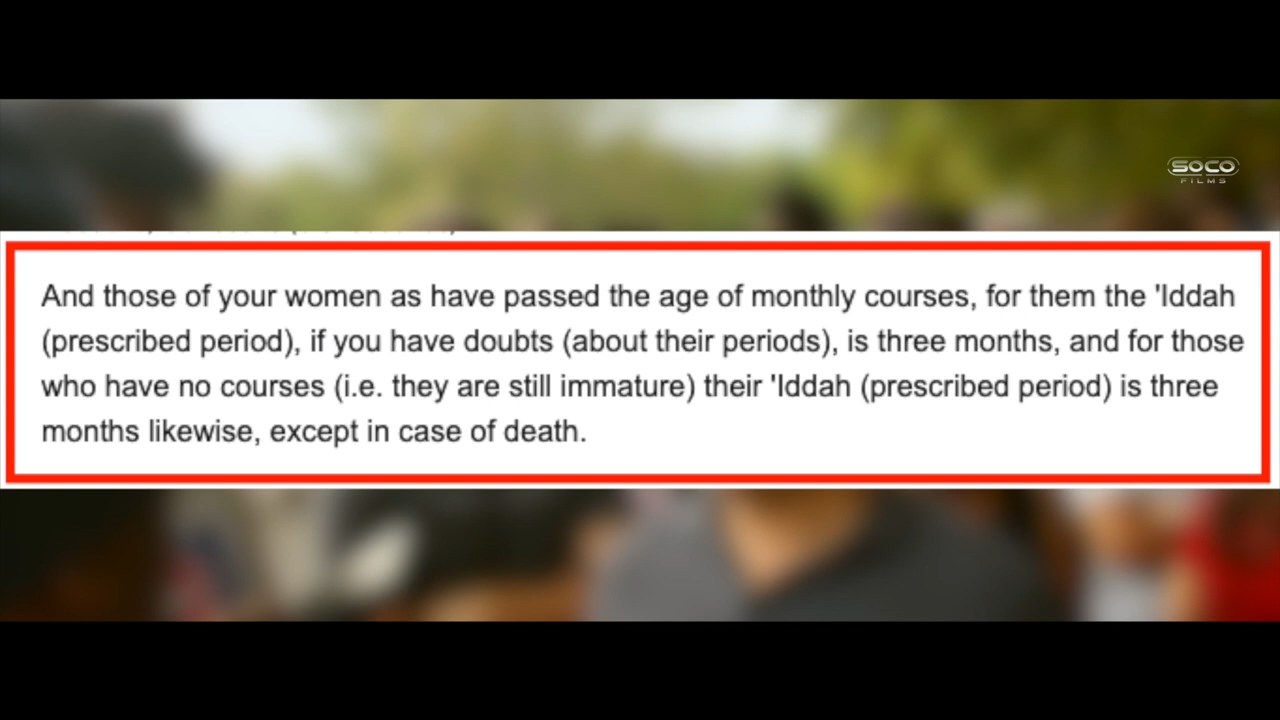 SOCO
FILMS
And those of your women as have passed the age of monthly courses, for them the 'Iddah
(prescribed period), if you have doubts (about their periods), is three months, and for those
who have no courses (i.e. they are still immature) their 'Iddah (prescribed period) is three
months likewise, except in case of death.